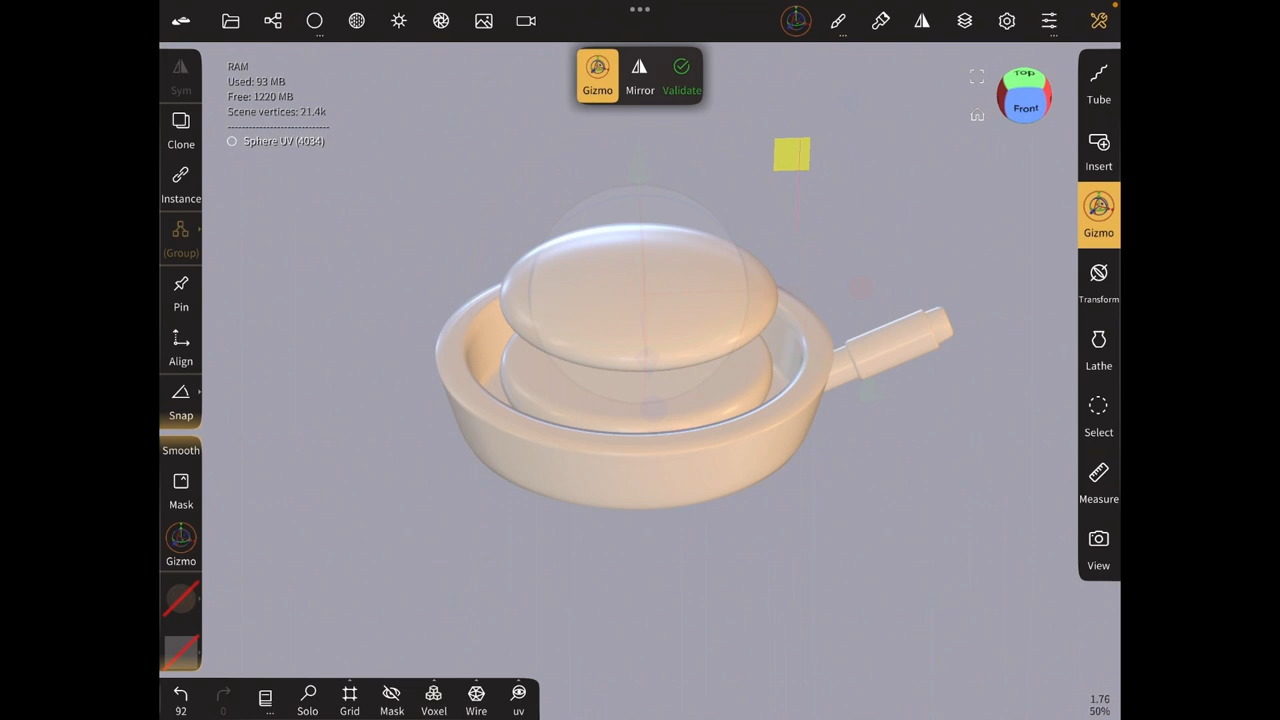 RAM
Used: 93 MB
Free: 1220 MB
Scene vertices: 21.4k
Sphere UV (4034)
Gizmo
Mirror
Validate
Top
Front
Sym
Clone
Instance
(Group)
Pin
Align
Snap
Smooth
Mask
Gizmo
Tube
Insert
Gizmo
Transform
Lathe
Select
Measure
View
92
0
Solo
Grid
Mask
Voxel
Wire
uv
1.76
50%